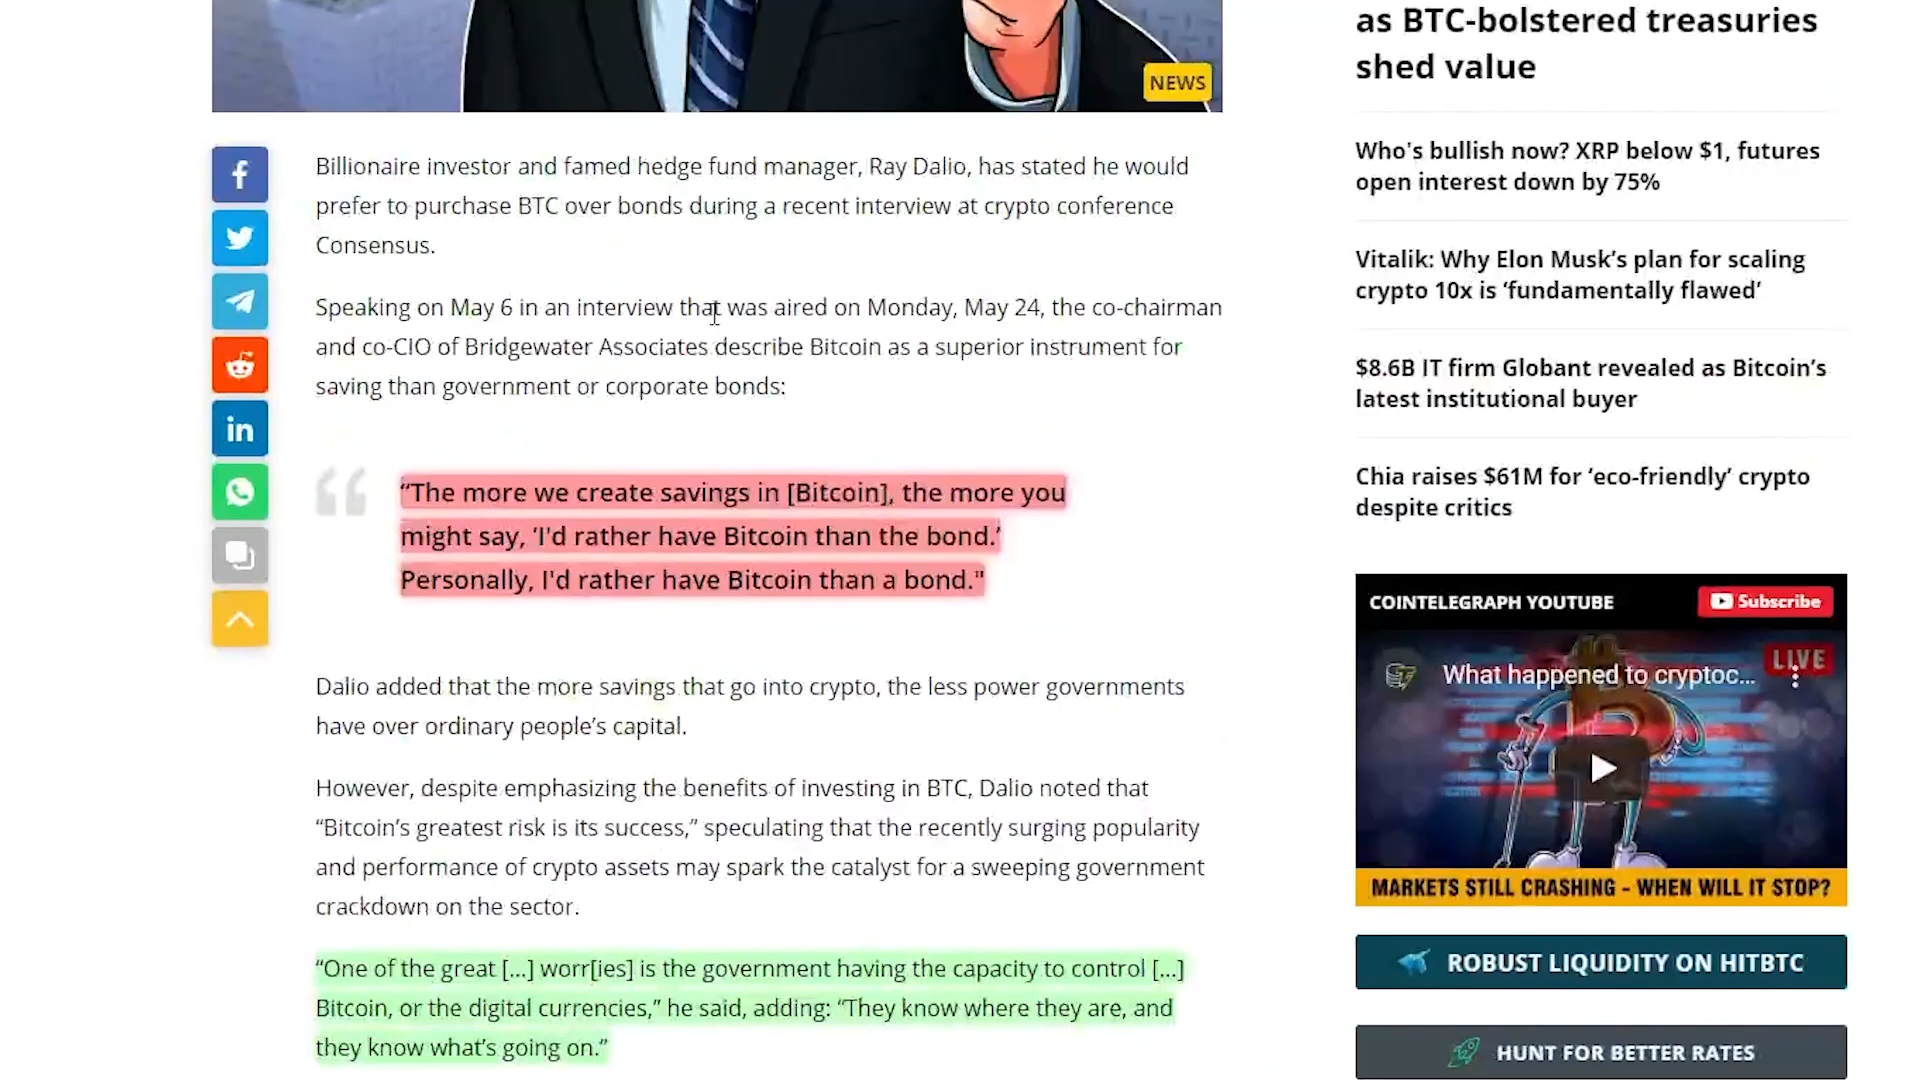 NEWS
Billionaire investor and famed hedge fund manager, Ray Dalio, has stated he would
prefer to purchase BTC over bonds during a recent interview at crypto conference
Consensus.
Speaking on May 6 in an interview that was aired on Monday, May 24, the co-chairman
and co-CIO of Bridgewater Associates describe Bitcoin as a superior instrument for
saving than government or corporate bonds:
“The more we create savings in [Bitcoin], the more you
might say, ‘I'd rather have Bitcoin than the bond.’
Personally, I'd rather have Bitcoin than a bond."
Dalio added that the more savings that go into crypto, the less power governments
have over ordinary people’s capital.
However, despite emphasizing the benefits of investing in BTC, Dalio noted that
“Bitcoin’s greatest risk is its success,” speculating that the recently surging popularity
and performance of crypto assets may spark the catalyst for a sweeping government
crackdown on the sector.
“One of the great [...] worr[ies] is the government having the capacity to control [...]
Bitcoin, or the digital currencies,” he said, adding: “They know where they are, and
they know what’s going on.”
as BTC-bolstered treasuries
shed value
Who's bullish now? XRP below $1, futures
open interest down by 75%
Vitalik: Why Elon Musk’s plan for scaling
crypto 10x is ‘fundamentally flawed’
$8.6B IT firm Globant revealed as Bitcoin’s
latest institutional buyer
Chia raises $61M for ‘eco-friendly’ crypto
despite critics
COINTELEGRAPH YOUTUBE
Subscribe
LIVE
What happened to cryptoc...
MARKETS STILL CRASHING - WHEN WILL IT STOP?
ROBUST LIQUIDITY ON HITBTC
HUNT FOR BETTER RATES